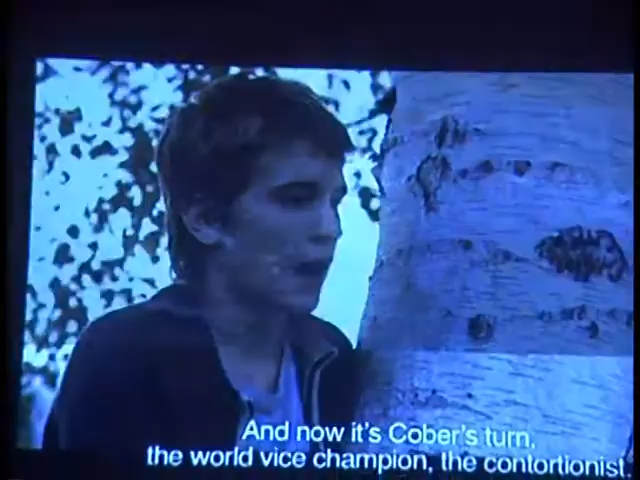 And now it's Cober's turn,
the world vice champion, the contortionist.